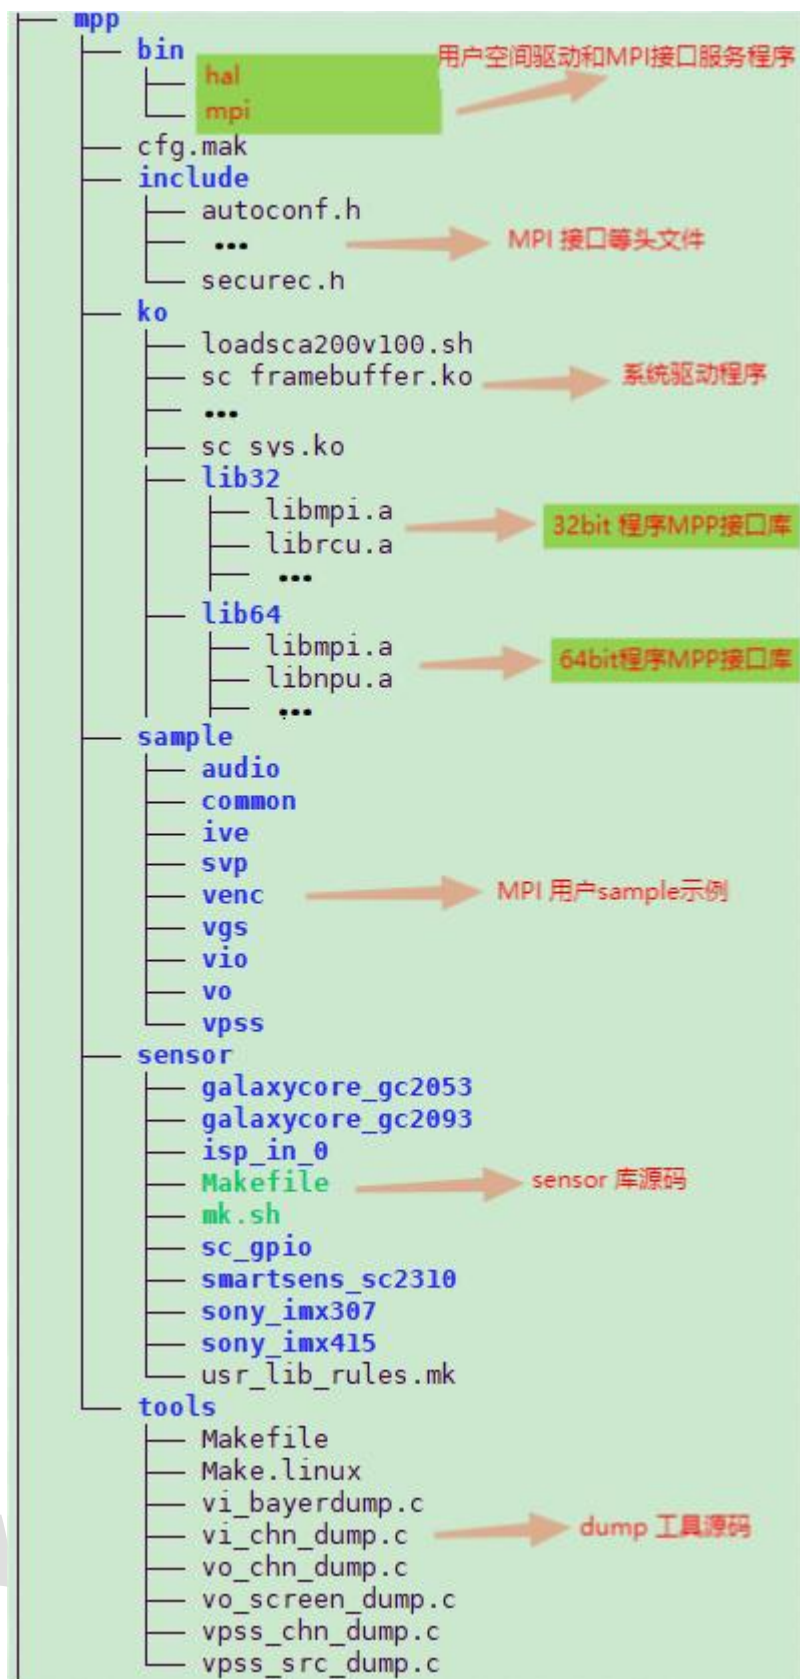 mpp
bin 用户空间驱动和MPI接口服务程序
hal
mpi
cfg.mak
include
autoconf.h
... MPI 接口等头文件
securec.h
ko
loadsca200v100.sh
sc framebuffer.ko 系统驱动程序
...
sc sys.ko
lib32
libmpi.a 32bit 程序MPP接口库
librcu.a
...
lib64
libmpi.a 64bit程序MPP接口库
libnpu.a
...
sample
audio
common
ive
svp
venc MPI 用户sample示例
vgs
vio
vo
vpss
sensor
galaxycore_gc2053
galaxycore_gc2093
isp_in_0
Makefile sensor 库源码
mk.sh
sc_gpio
smartsens_sc2310
sony_imx307
sony_imx415
usr_lib_rules.mk
tools
Makefile
Make.linux
vi_bayerdump.c
vi_chn_dump.c dump 工具源码
vo_chn_dump.c
vo_screen_dump.c
vpss_chn_dump.c
vpss_src_dump.c